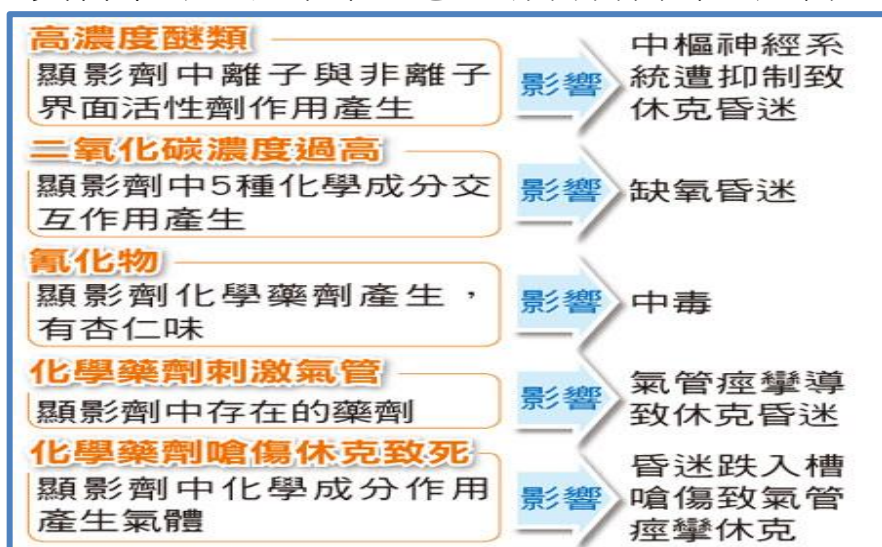 高濃度醚類
顯影劑中離子與非離子
界面活性劑作用產生
影響
中樞神經系
統遭抑制致
休克昏迷
二氧化碳濃度過高
顯影劑中5種化學成分交
互作用產生
影響
缺氧昏迷
氰化物
顯影劑化學藥劑產生，
有杏仁味
影響
中毒
化學藥劑刺激氣管
顯影劑中存在的藥劑
影響
氣管痙攣導
致休克昏迷
化學藥劑嗆傷休克致死
顯影劑中化學成分作用
產生氣體
影響
昏迷跌入槽
嗆傷致氣管
痙攣休克